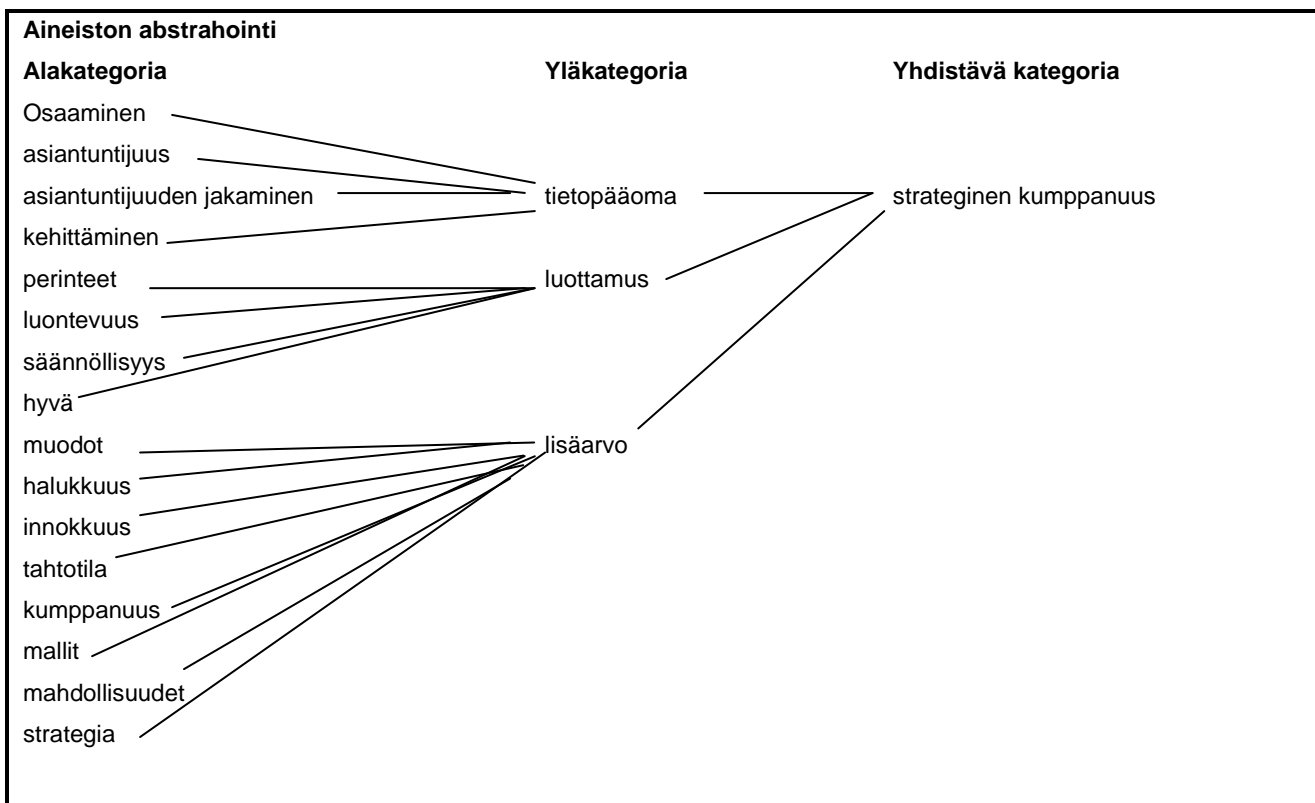 Aineiston abstrahointi
Alakategoria Yläkategoria Yhdistävä kategoria
Osaaminen
asiantuntijuus
asiantuntijuuden jakaminen tietopääoma strateginen kumppanuus
kehittäminen
perinteet luottamus
luontevuus
säännöllisyys
hyvä
muodot lisäarvo
halukkuus
innokkuus
tahtotila
kumppanuus
mallit
mahdollisuudet
strategia